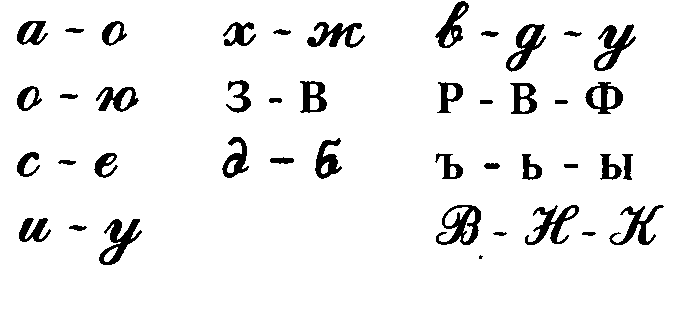 а - о х - ж в - д - у
о - ю З - В Р - В - Ф
с - е д - б ъ - ь - ы
и - у В - Н - К